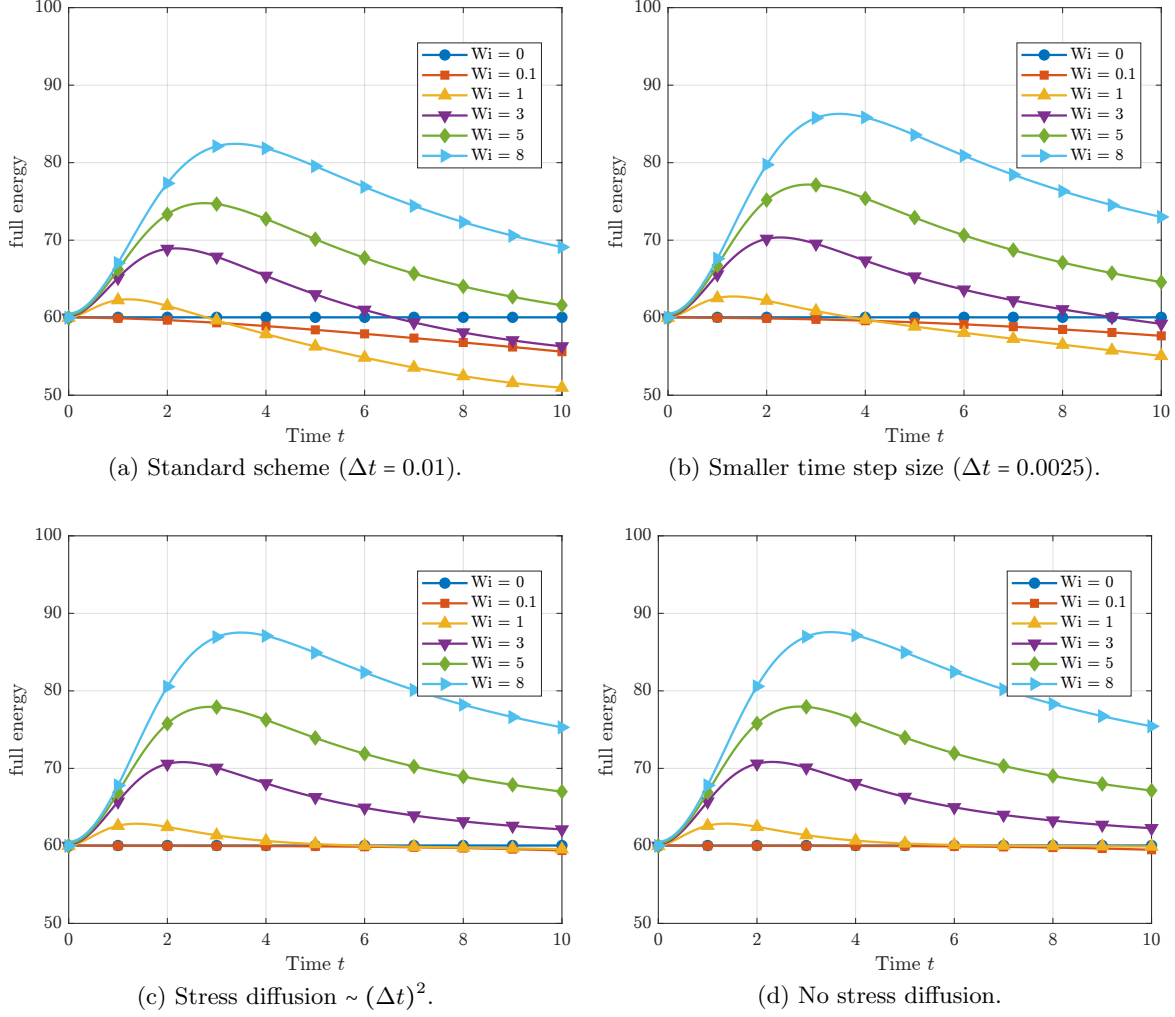 100
90
80
70
60
50
full energy
0
2
4
6
8
10
Time t
Wi = 0
Wi = 0.1
Wi = 1
Wi = 3
Wi = 5
Wi = 8
(a) Standard scheme (Δt = 0.01).
100
90
80
70
60
50
full energy
0
2
4
6
8
10
Time t
Wi = 0
Wi = 0.1
Wi = 1
Wi = 3
Wi = 5
Wi = 8
(b) Smaller time step size (Δt = 0.0025).
100
90
80
70
60
50
full energy
0
2
4
6
8
10
Time t
Wi = 0
Wi = 0.1
Wi = 1
Wi = 3
Wi = 5
Wi = 8
(c) Stress diffusion ~ (Δt)².
100
90
80
70
60
50
full energy
0
2
4
6
8
10
Time t
Wi = 0
Wi = 0.1
Wi = 1
Wi = 3
Wi = 5
Wi = 8
(d) No stress diffusion.